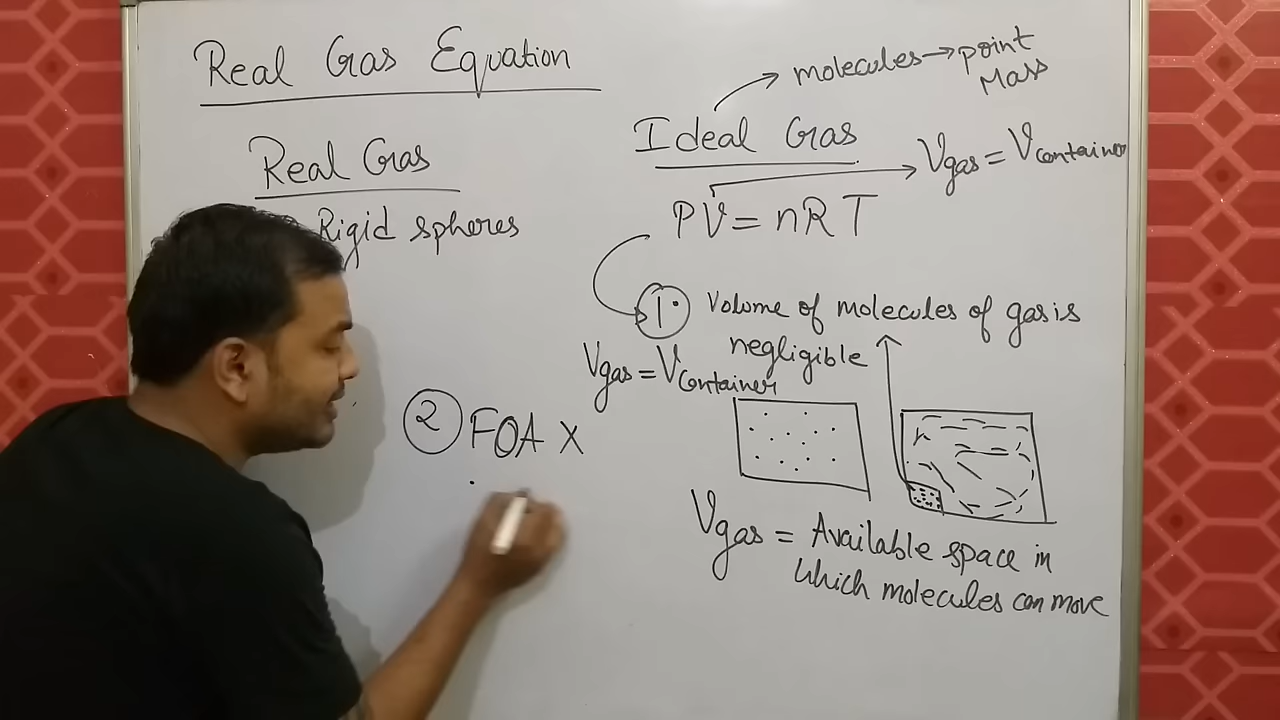 Real Gas Equation
Real Gas
Rigid spheres
molecules → point
Mass
Ideal Gas
Vgas = Vcontainer
PV = nRT
1. Volume of molecules of gas is
negligible
Vgas = VContainer
2 FOA X
Vgas = Available space in
which molecules can move